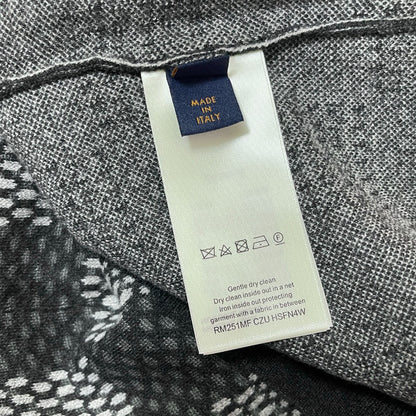 MADE
IN
ITALY
Gentle dry clean
Dry clean inside out in a net
iron inside out protecting
garment with a fabric in between
RM251MF CZU HSFN4W